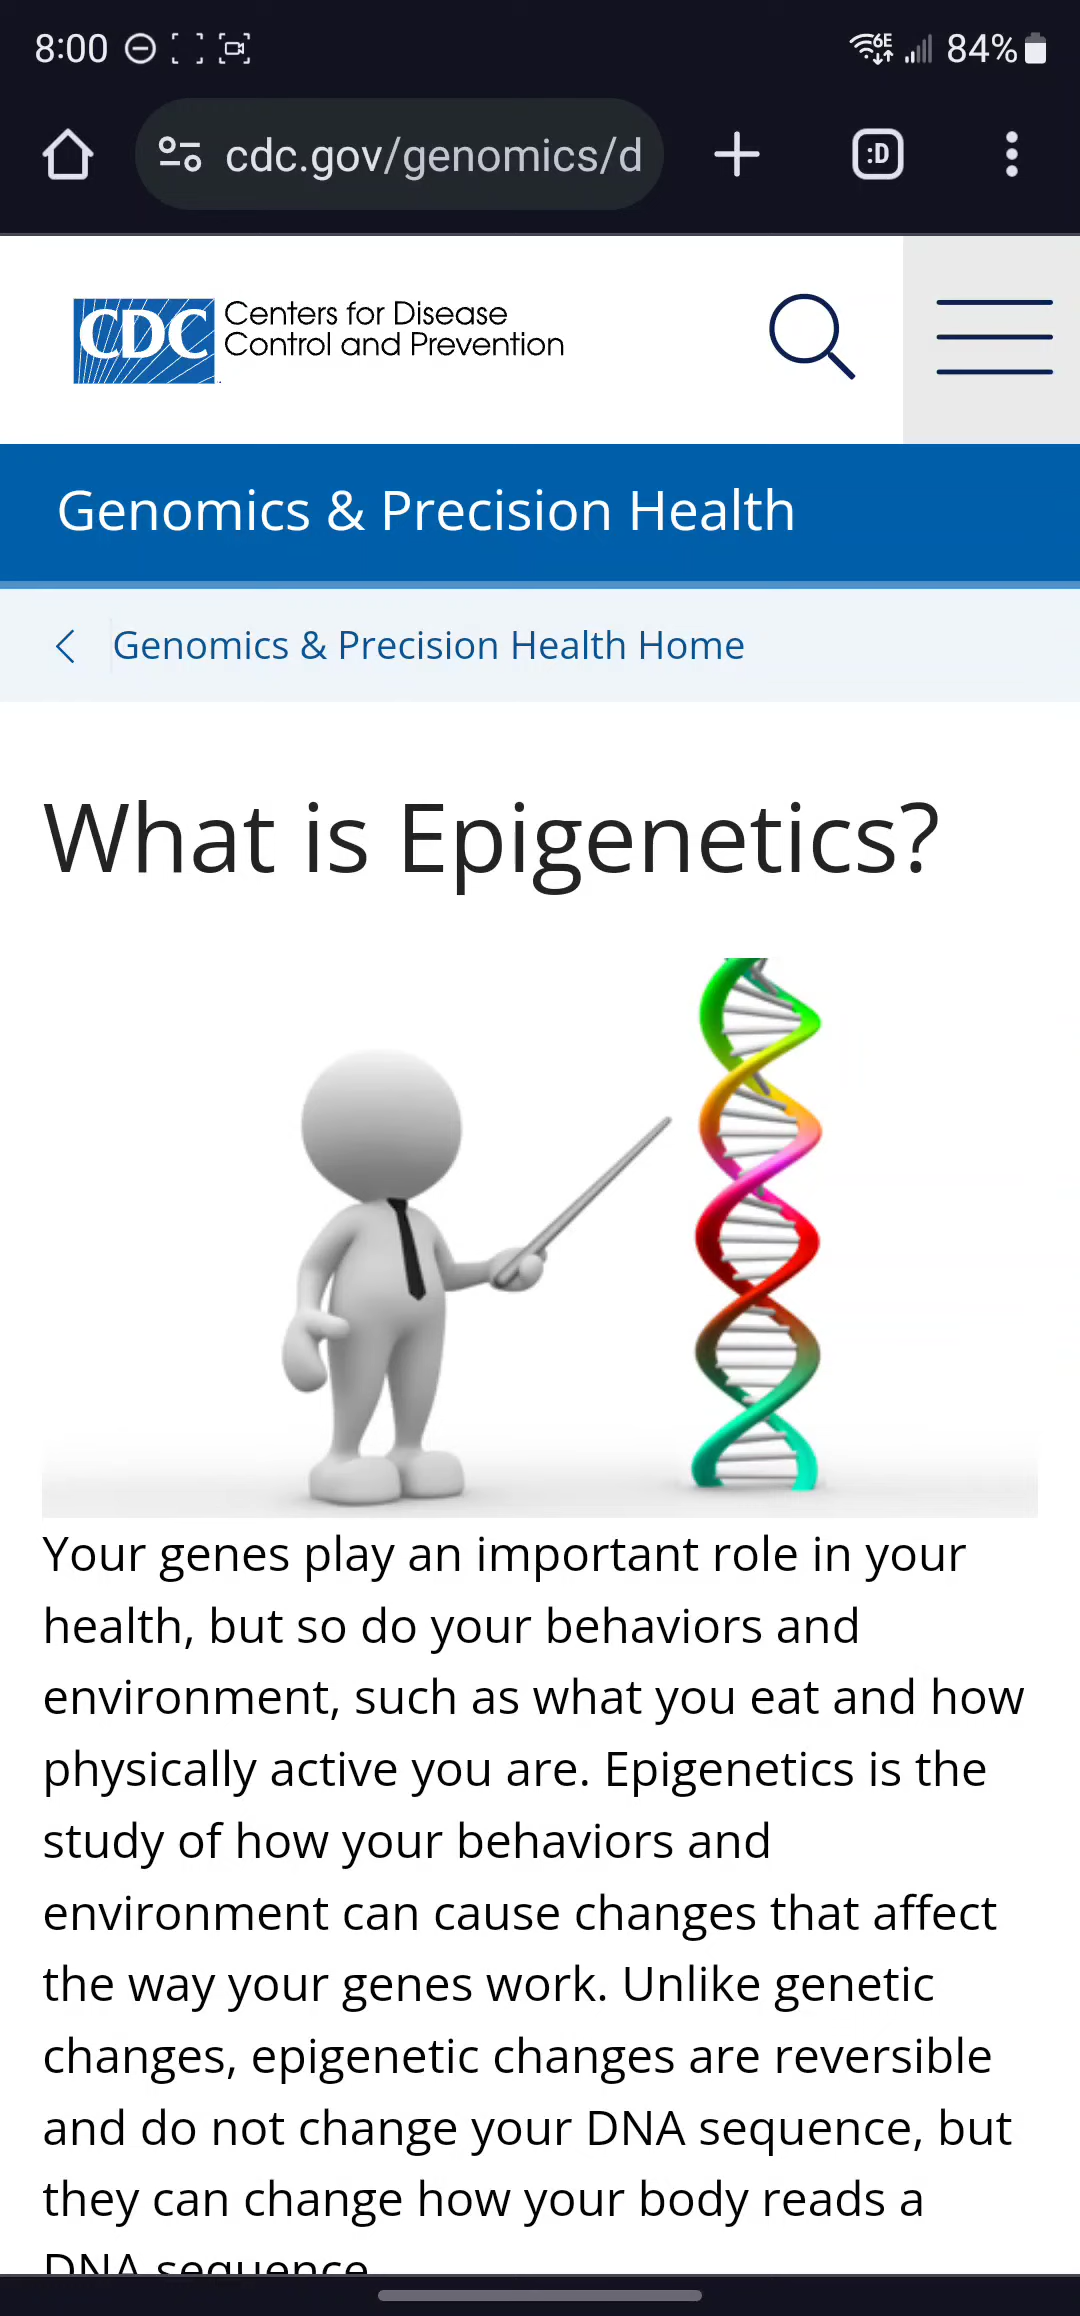 8:00
6E 84%
cdc.gov/genomics/d
:D
CDC Centers for Disease
Control and Prevention
Genomics & Precision Health
Genomics & Precision Health Home
What is Epigenetics?
Your genes play an important role in your
health, but so do your behaviors and
environment, such as what you eat and how
physically active you are. Epigenetics is the
study of how your behaviors and
environment can cause changes that affect
the way your genes work. Unlike genetic
changes, epigenetic changes are reversible
and do not change your DNA sequence, but
they can change how your body reads a
DNA sequence